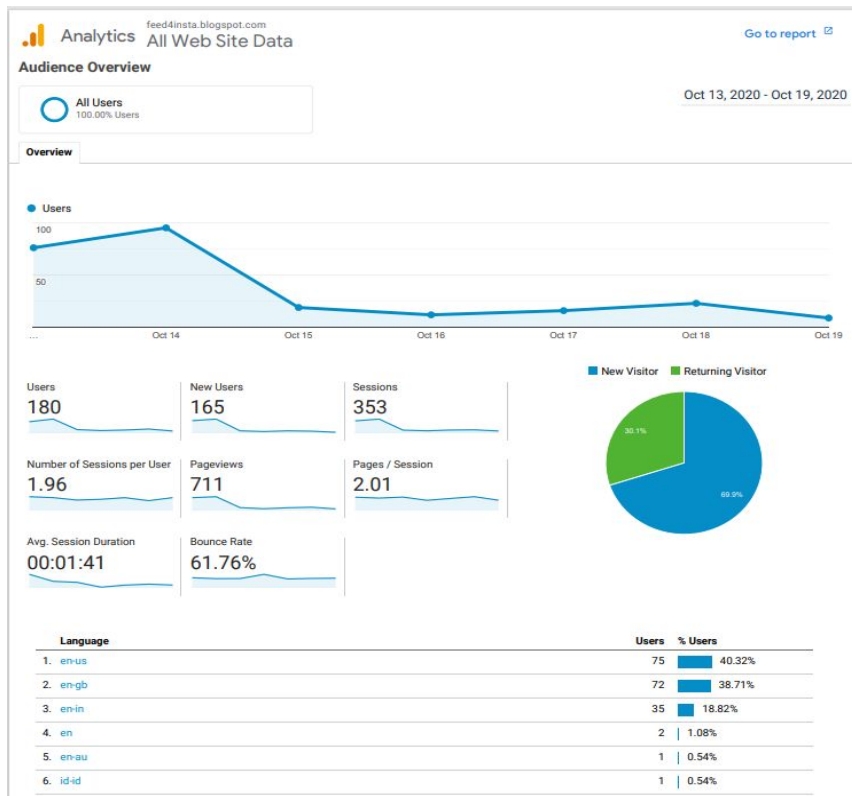 feed4insta.blogspot.com
Analytics All Web Site Data
Go to report
Audience Overview
All Users
100.00% Users
Oct 13, 2020 - Oct 19, 2020
Overview
Users
100
50
... Oct 14 Oct 15 Oct 16 Oct 17 Oct 18 Oct 19
New Visitor Returning Visitor
Users New Users Sessions
180 165 353
30.1%
Number of Sessions per User Pageviews Pages / Session
1.96 711 2.01
69.9%
Avg. Session Duration Bounce Rate
00:01:41 61.76%
Language Users % Users
1. en-us 75 40.32%
2. en-gb 72 38.71%
3. en-in 35 18.82%
4. en 2 1.08%
5. en-au 1 0.54%
6. id-id 1 0.54%